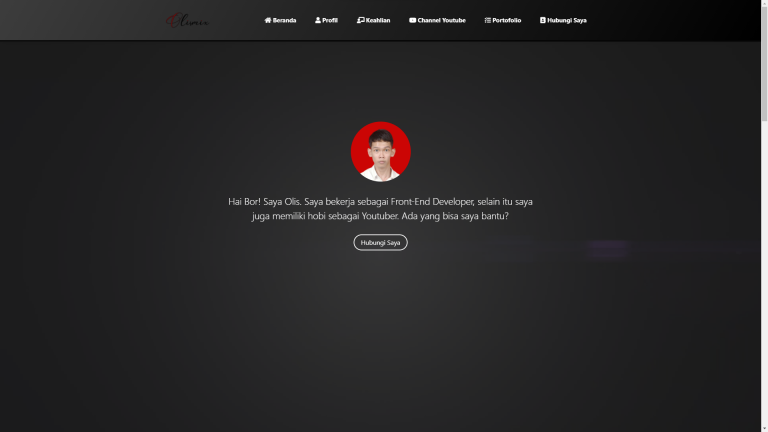 Beranda
Profil
Keahlian
Channel Youtube
Portofolio
Hubungi Saya
Hai Bor! Saya Olis. Saya bekerja sebagai Front-End Developer, selain itu saya
juga memiliki hobi sebagai Youtuber. Ada yang bisa saya bantu?
Hubungi Saya